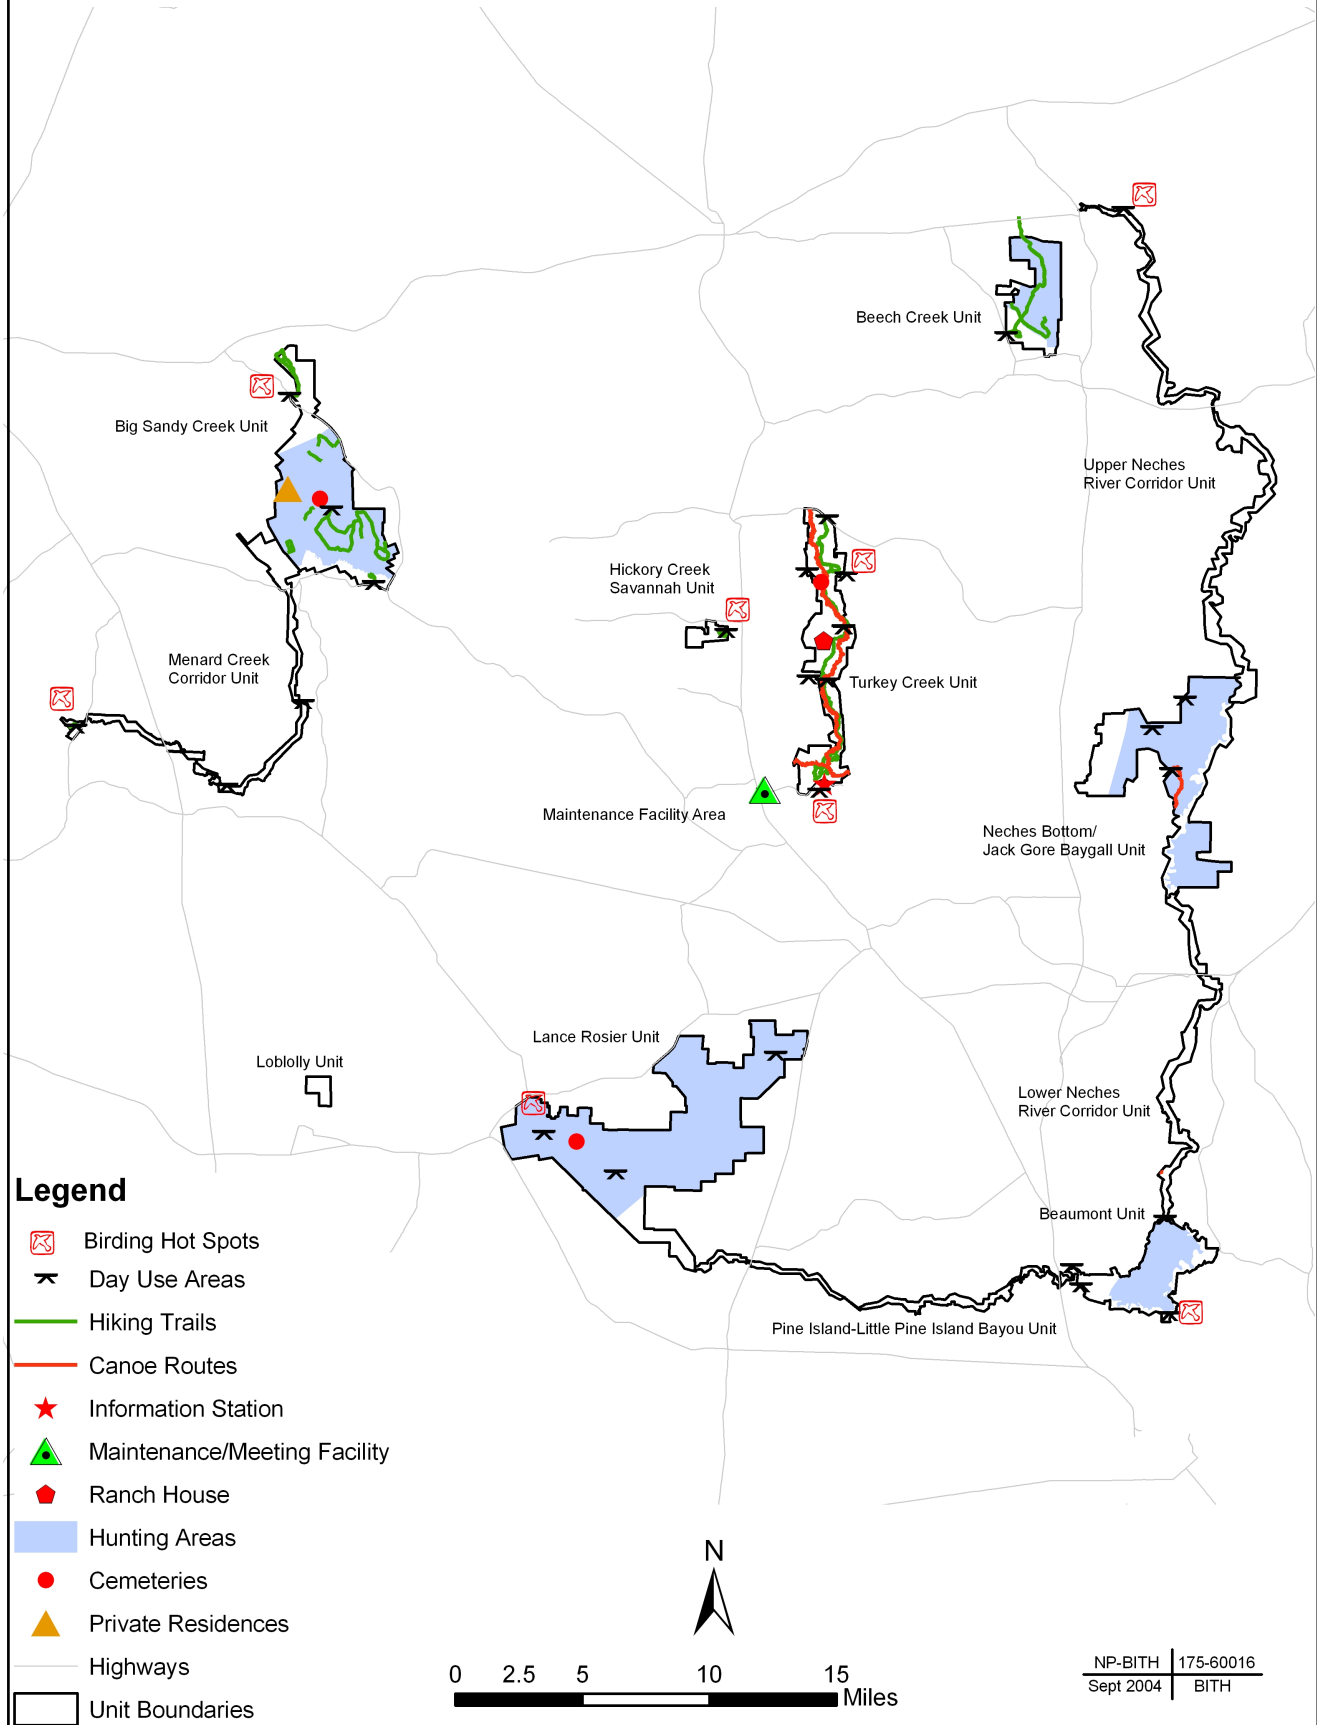 Beech Creek Unit
Big Sandy Creek Unit
Upper Neches
River Corridor Unit
Hickory Creek
Savannah Unit
Menard Creek
Corridor Unit
Turkey Creek Unit
Maintenance Facility Area
Neches Bottom/
Jack Gore Baygall Unit
Lance Rosier Unit
Loblolly Unit
Lower Neches
River Corridor Unit
Beaumont Unit
Pine Island-Little Pine Island Bayou Unit
Legend
Birding Hot Spots
Day Use Areas
Hiking Trails
Canoe Routes
Information Station
Maintenance/Meeting Facility
Ranch House
Hunting Areas
Cemeteries
Private Residences
Highways
Unit Boundaries
N
0 2.5 5 10 15
Miles
NP-BITH 175-60016
Sept 2004 BITH